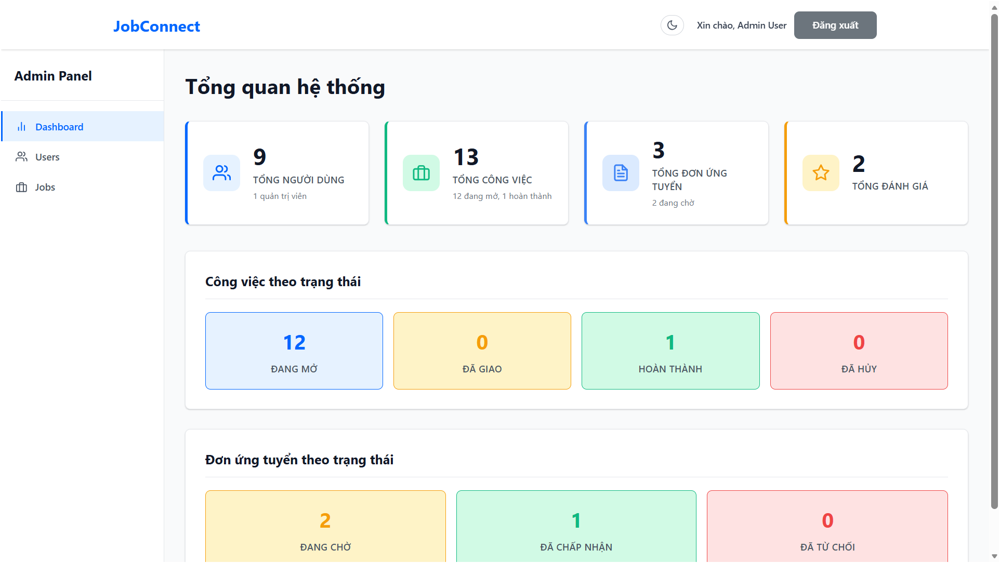 JobConnect
Xin chào, Admin User
Đăng xuất
Admin Panel
Dashboard
Users
Jobs
Tổng quan hệ thống
9
TỔNG NGƯỜI DÙNG
1 quản trị viên
13
TỔNG CÔNG VIỆC
12 đang mở, 1 hoàn thành
3
TỔNG ĐƠN ỨNG
TUYỂN
2 đang chờ
2
TỔNG ĐÁNH GIÁ
Công việc theo trạng thái
12
ĐANG MỞ
0
ĐÃ GIAO
1
HOÀN THÀNH
0
ĐÃ HỦY
Đơn ứng tuyển theo trạng thái
2
ĐANG CHỜ
1
ĐÃ CHẤP NHẬN
0
ĐÃ TỪ CHỐI